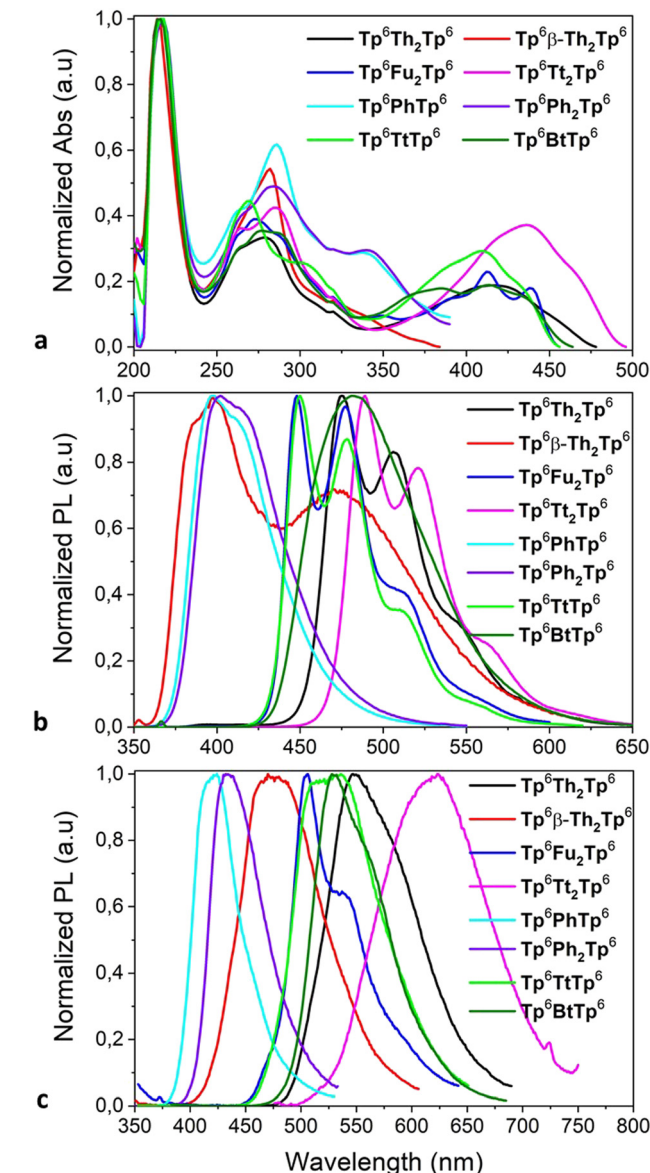 Normalized Abs (a.u)
1,0
0,8
0,6
0,4
0,2
0,0
Tp⁶Th₂Tp⁶ Tp⁶β-Th₂Tp⁶
Tp⁶Fu₂Tp⁶ Tp⁶Tt₂Tp⁶
Tp⁶PhTp⁶ Tp⁶Ph₂Tp⁶
Tp⁶TtTp⁶ Tp⁶BtTp⁶
a
200 250 300 350 400 450 500
Normalized PL (a.u)
1,0
0,8
0,6
0,4
0,2
0,0
Tp⁶Th₂Tp⁶
Tp⁶β-Th₂Tp⁶
Tp⁶Fu₂Tp⁶
Tp⁶Tt₂Tp⁶
Tp⁶PhTp⁶
Tp⁶Ph₂Tp⁶
Tp⁶TtTp⁶
Tp⁶BtTp⁶
b
350 400 450 500 550 600 650
Normalized PL (a.u)
1,0
0,8
0,6
0,4
0,2
0,0
Tp⁶Th₂Tp⁶
Tp⁶β-Th₂Tp⁶
Tp⁶Fu₂Tp⁶
Tp⁶Tt₂Tp⁶
Tp⁶PhTp⁶
Tp⁶Ph₂Tp⁶
Tp⁶TtTp⁶
Tp⁶BtTp⁶
c
350 400 450 500 550 600 650 700 750 800
Wavelength (nm)